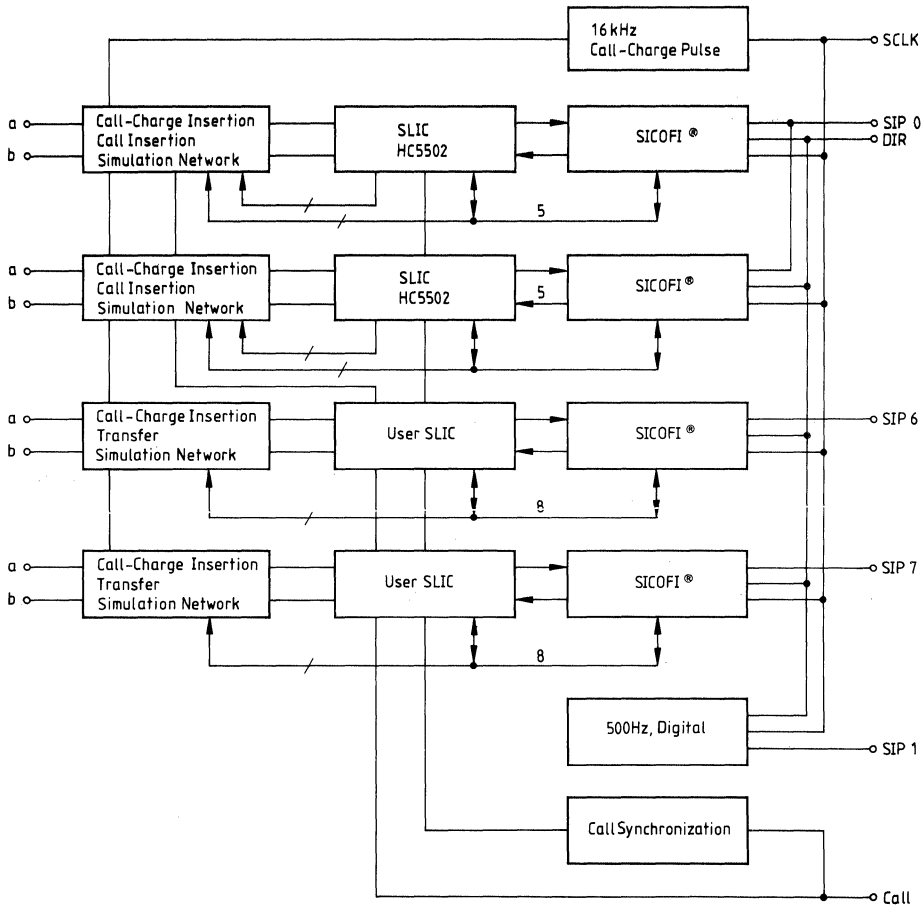 16kHz
Call-Charge Pulse
SCLK
a
b
Call-Charge Insertion
Call Insertion
Simulation Network
SLIC
HC5502
SICOFI®
SIP 0
DIR
5
a
b
Call-Charge Insertion
Call Insertion
Simulation Network
SLIC
HC5502
5
SICOFI®
a
b
Call-Charge Insertion
Transfer
Simulation Network
User SLIC
SICOFI®
SIP 6
8
a
b
Call-Charge Insertion
Transfer
Simulation Network
User SLIC
SICOFI®
SIP 7
8
500Hz, Digital
SIP 1
Call Synchronization
Call